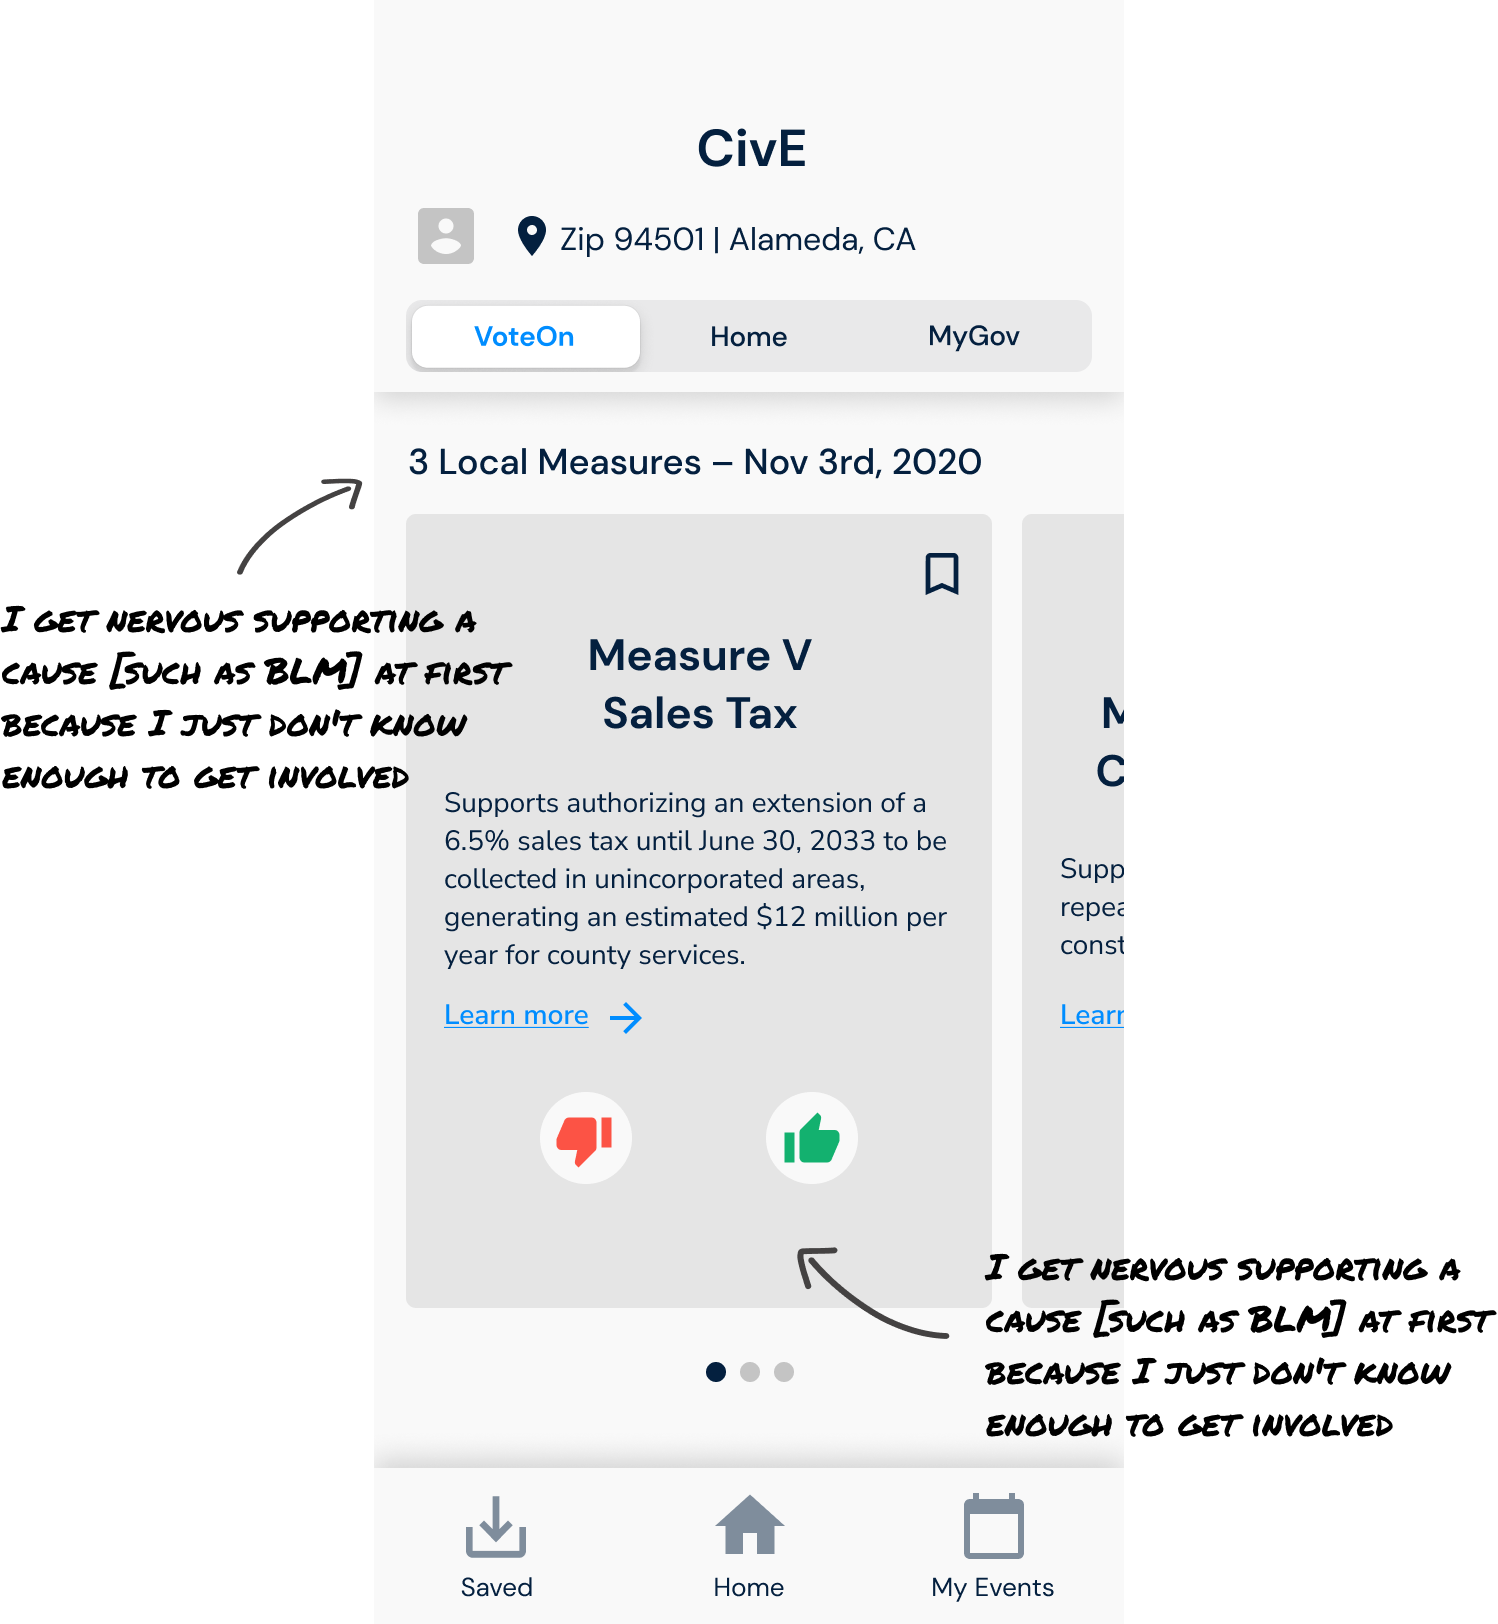 CivE
Zip 94501 | Alameda, CA
VoteOn
Home
MyGov
3 Local Measures – Nov 3rd, 2020
I GET NERVOUS SUPPORTING A
CAUSE [SUCH AS BLM] AT FIRST
BECAUSE I JUST DON'T KNOW
ENOUGH TO GET INVOLVED
Measure V
Sales Tax
Supports authorizing an extension of a
6.5% sales tax until June 30, 2033 to be
collected in unincorporated areas,
generating an estimated $12 million per
year for county services.
Learn more
M
C
Supp
repea
const
Learn
I GET NERVOUS SUPPORTING A
CAUSE [SUCH AS BLM] AT FIRST
BECAUSE I JUST DON'T KNOW
ENOUGH TO GET INVOLVED
Saved
Home
My Events